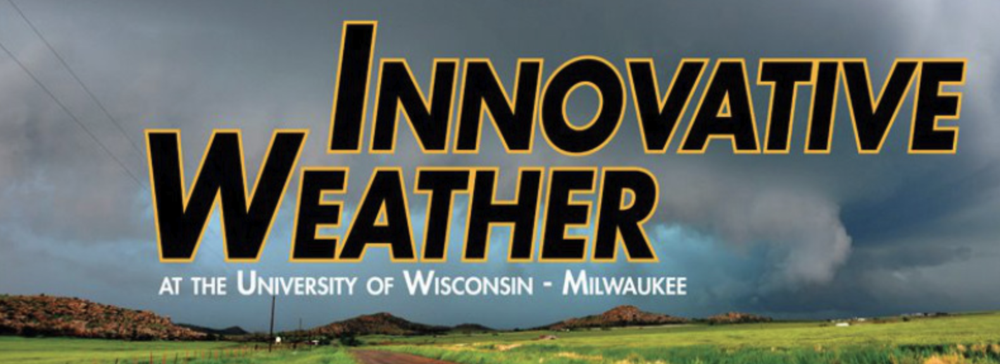 INNOVATIVE
WEATHER
AT THE UNIVERSITY OF WISCONSIN - MILWAUKEE